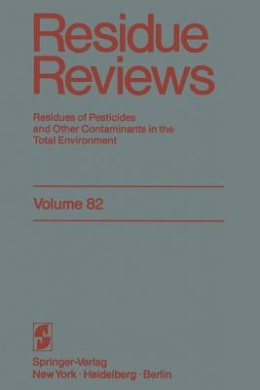 Residue
Reviews
Residues of Pesticides
and Other Contaminants in the
Total Environment
Volume 82
Springer-Verlag
New York · Heidelberg · Berlin